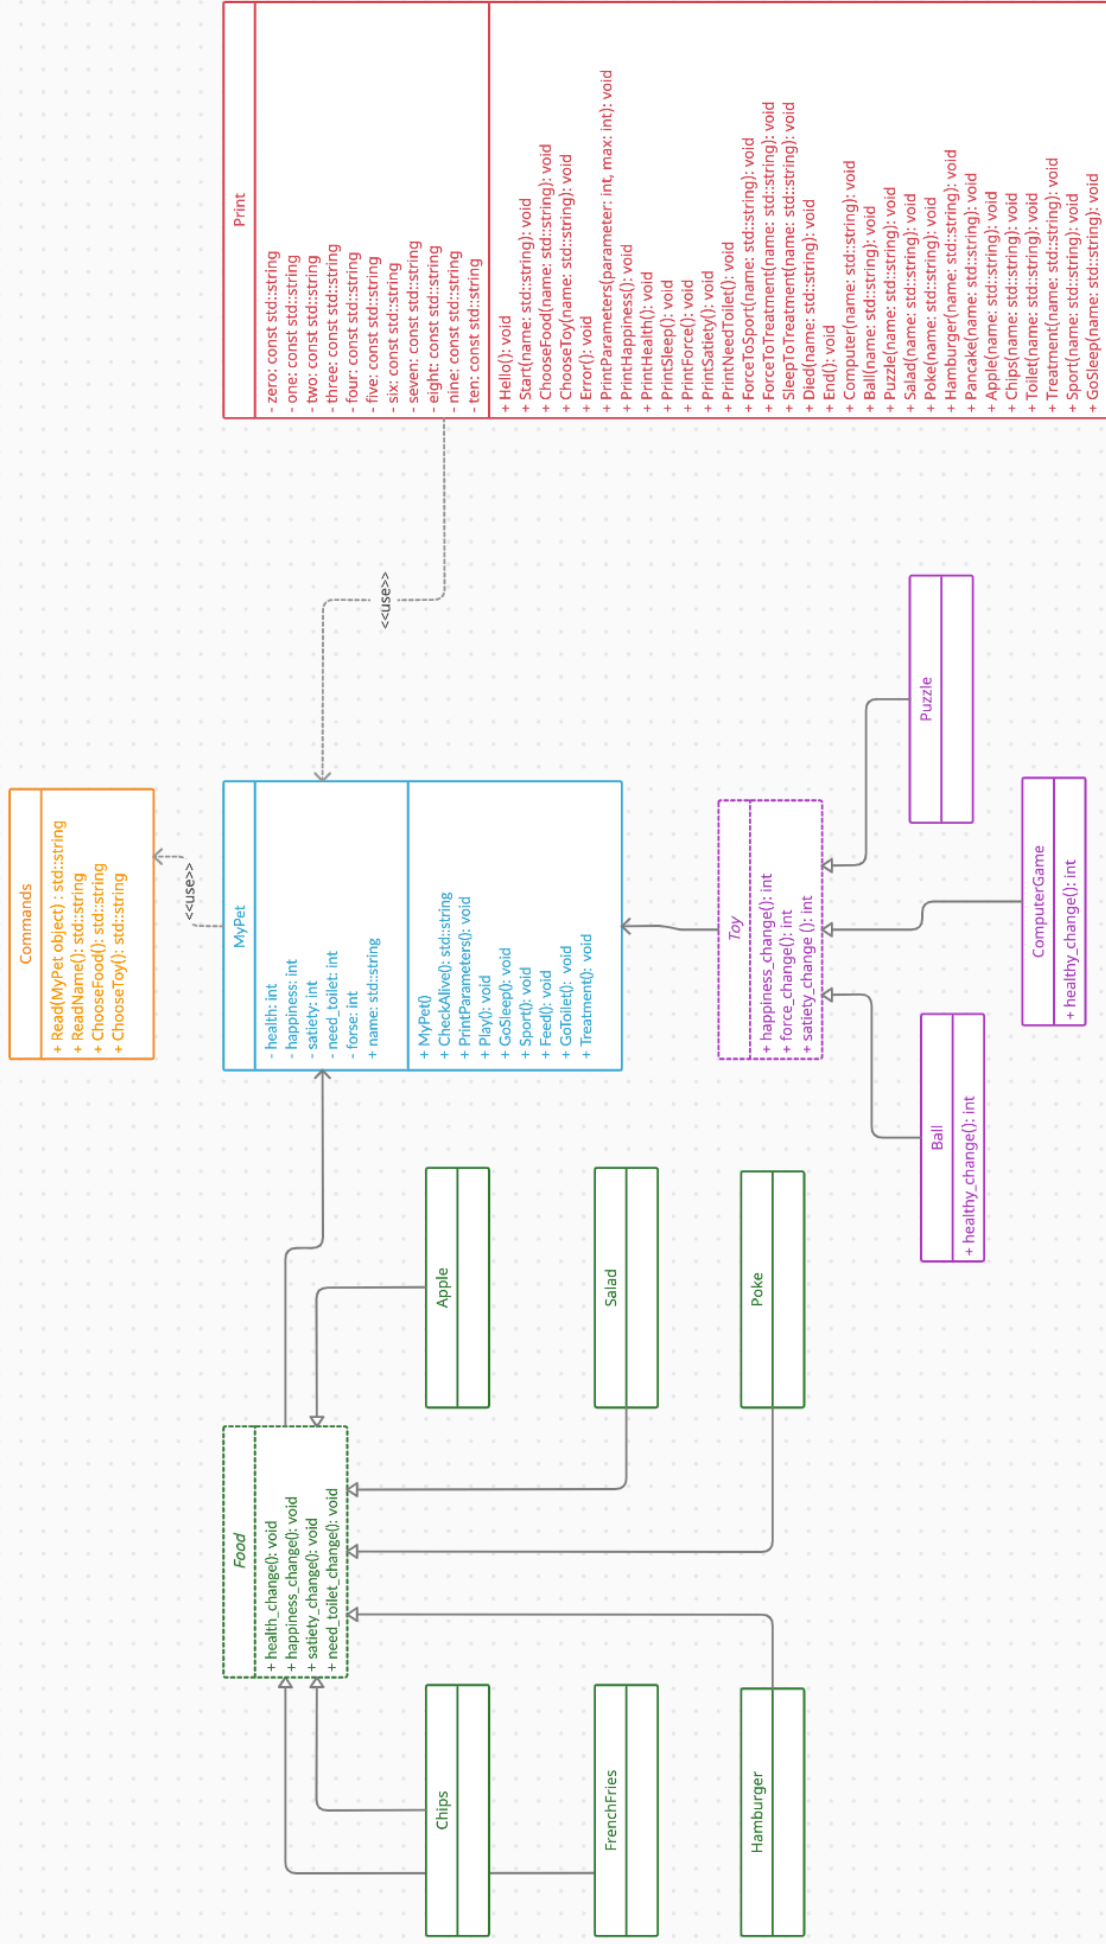 Commands
+ Read(MyPet object) : std::string
+ ReadName(): std::string
+ ChooseFood(): std::string
+ ChooseToy(): std::string
<<use>>
Food
+ health_change(): void
+ happiness_change(): void
+ satiety_change(): void
+ need_toilet_change(): void
MyPet
- health: int
- happiness: int
- satiety: int
- need_toilet: int
- forse: int
+ name: std::string
+ MyPet()
+ CheckAlive(): std::string
+ PrintParameters(): void
+ Play(): void
+ GoSleep(): void
+ Sport(): void
+ Feed(): void
+ GoToilet(): void
+ Treatment(): void
<<use>>
Print
- zero: const std::string
- one: const std::string
- two: const std::string
- three: const std::string
- four: const std::string
- five: const std::string
- six: const std::string
- seven: const std::string
- eight: const std::string
- nine: const std::string
- ten: const std::string
+ Hello(): void
+ Start(name: std::string): void
+ ChooseFood(name: std::string): void
+ ChooseToy(name: std::string): void
+ Error(): void
+ PrintParameters(parameter: int, max: int): void
+ PrintHappiness(): void
+ PrintHealth(): void
+ PrintSleep(): void
+ PrintForce(): void
+ PrintSatiety(): void
+ PrintNeedToilet(): void
+ ForceToSport(name: std::string): void
+ ForceToTreatment(name: std::string): void
+ SleepToTreatment(name: std::string): void
+ Died(name: std::string): void
+ End(): void
+ Computer(name: std::string): void
+ Ball(name: std::string): void
+ Puzzle(name: std::string): void
+ Salad(name: std::string): void
+ Poke(name: std::string): void
+ Hamburger(name: std::string): void
+ Pancake(name: std::string): void
+ Apple(name: std::string): void
+ Chips(name: std::string): void
+ Toilet(name: std::string): void
+ Treatment(name: std::string): void
+ Sport(name: std::string): void
+ GoSleep(name: std::string): void
Chips
Apple
FrenchFries
Salad
Hamburger
Poke
Toy
+ happiness_change(): int
+ force_change(): int
+ satiety_change (): int
Ball
+ healthy_change(): int
ComputerGame
+ healthy_change(): int
Puzzle